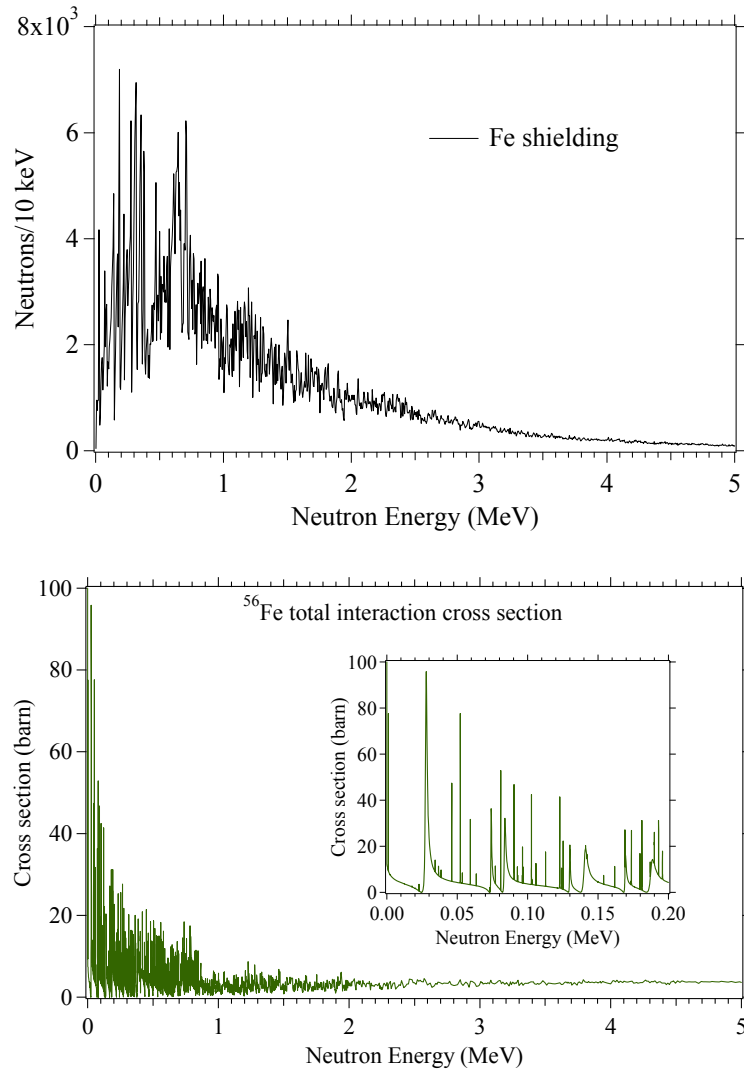 8x10³
6
4
2
0
Neutrons/10 keV
Fe shielding
0 1 2 3 4 5
Neutron Energy (MeV)
100
80
60
40
20
0
Cross section (barn)
⁵⁶Fe total interaction cross section
100
80
60
40
20
0
Cross section (barn)
0.00 0.05 0.10 0.15 0.20
Neutron Energy (MeV)
0 1 2 3 4 5
Neutron Energy (MeV)